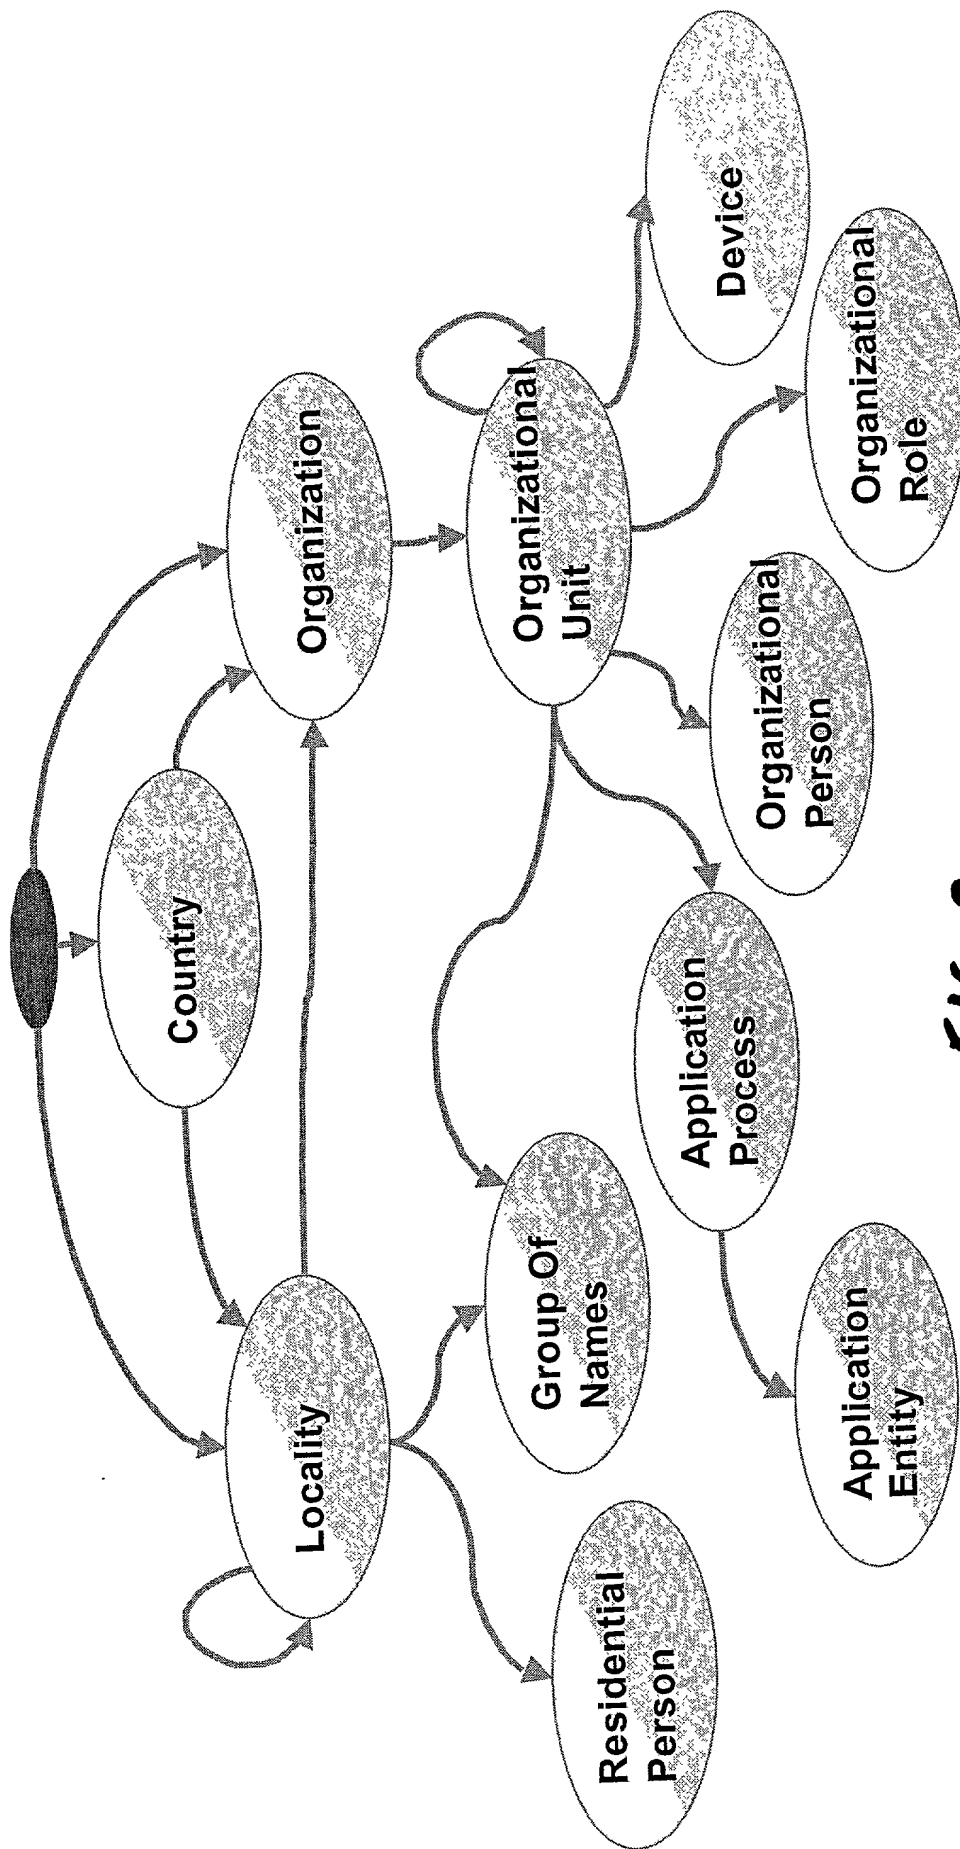 Country
Locality
Organization
Organizational
Unit
Group Of
Names
Residential
Person
Application
Process
Organizational
Person
Device
Application
Entity
Organizational
Role